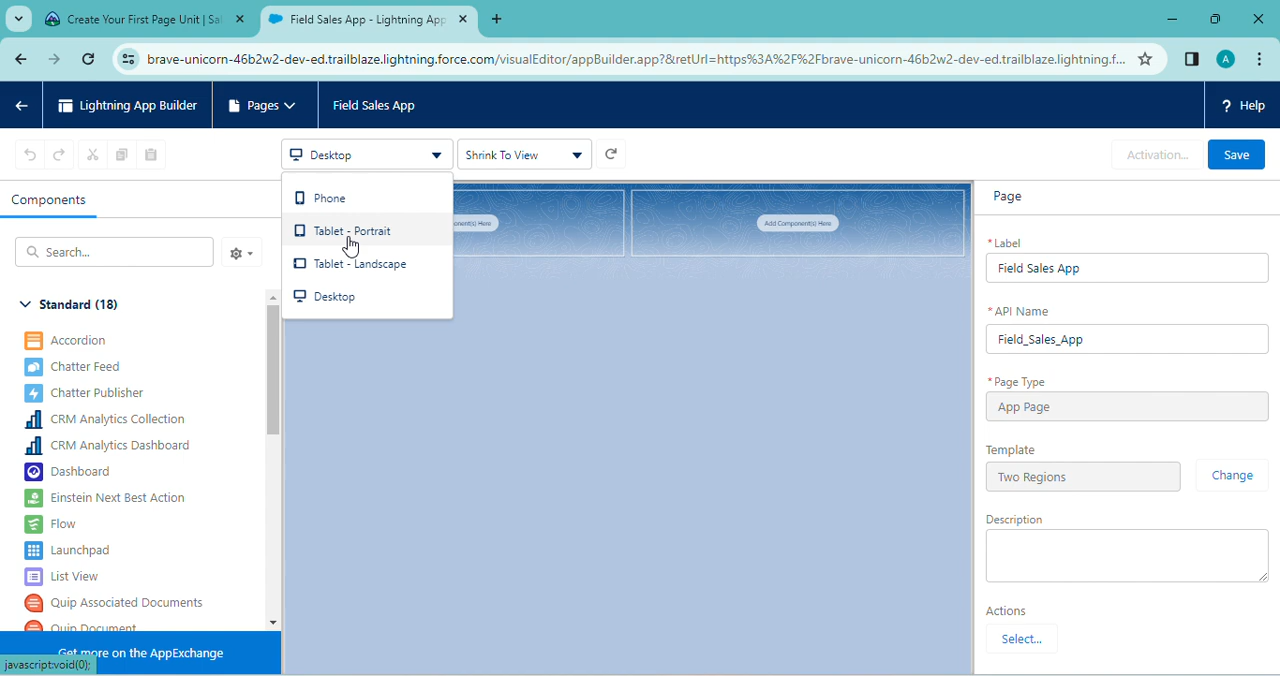 Create Your First Page Unit | Sa
Field Sales App - Lightning App
brave-unicorn-46b2w2-dev-ed.trailblaze.lightning.force.com/visualEditor/appBuilder.app?&retUrl=https%3A%2F%2Fbrave-unicorn-46b2w2-dev-ed.trailblaze.lightning.f...
A
Lightning App Builder
Pages
Field Sales App
? Help
Desktop
Shrink To View
Activation...
Save
Components
Phone
Tablet - Portrait
Tablet - Landscape
Desktop
onent(s) Here
Add Component(s) Here
Page
Search...
* Label
Field Sales App
Standard (18)
* API Name
Field_Sales_App
Accordion
Chatter Feed
Chatter Publisher
CRM Analytics Collection
CRM Analytics Dashboard
Dashboard
Einstein Next Best Action
Flow
Launchpad
List View
Quip Associated Documents
Quip Document
* Page Type
App Page
Template
Two Regions
Change
Description
Actions
Select...
Get more on the AppExchange
javascript:void(0);